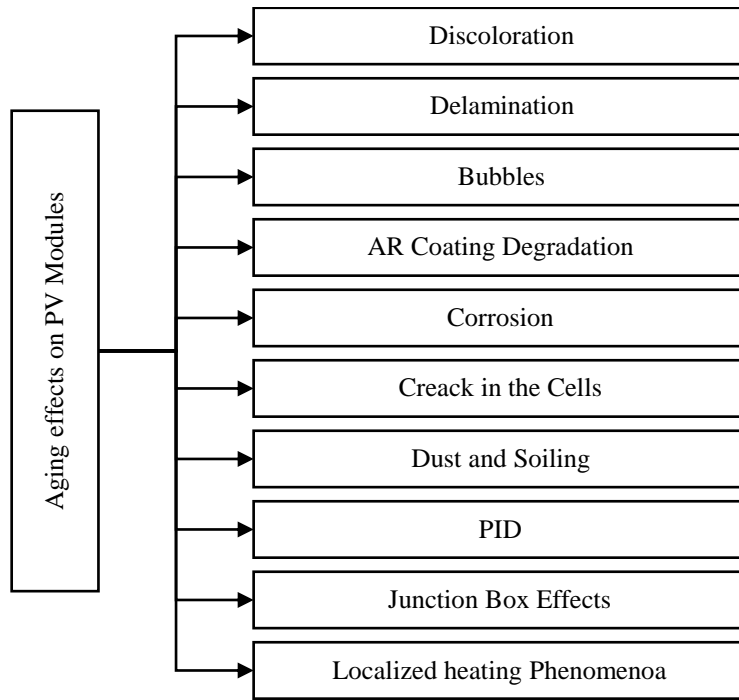 Aging effects on PV Modules
Discoloration
Delamination
Bubbles
AR Coating Degradation
Corrosion
Creack in the Cells
Dust and Soiling
PID
Junction Box Effects
Localized heating Phenomenoa